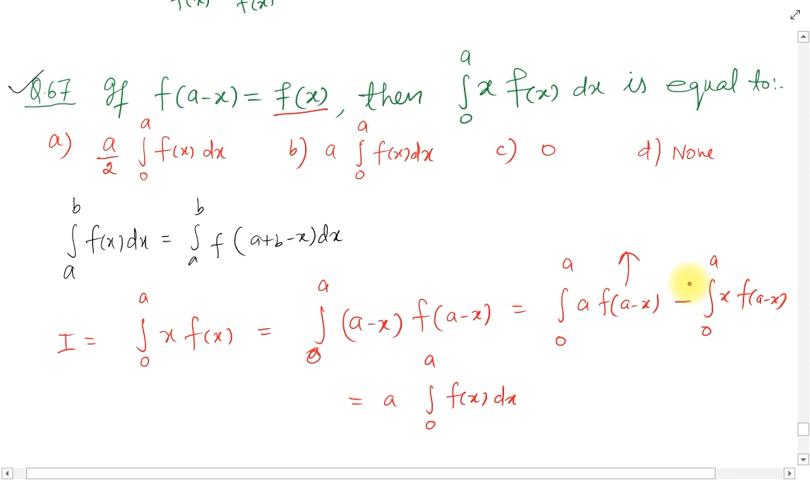 f(x) f(x)
Q.67 If f(a-x) = f(x), then ∫₀ᵃ x f(x) dx is equal to:-
a) a/2 ∫₀ᵃ f(x) dx b) a ∫₀ᵃ f(x) dx c) 0 d) None
∫ₐᵇ f(x) dx = ∫ₐᵇ f(a+b-x) dx
I = ∫₀ᵃ x f(x) = ∫₀ᵃ (a-x) f(a-x) = ∫₀ᵃ a f(a-x) - ∫₀ᵃ x f(a-x)
= a ∫₀ᵃ f(x) dx